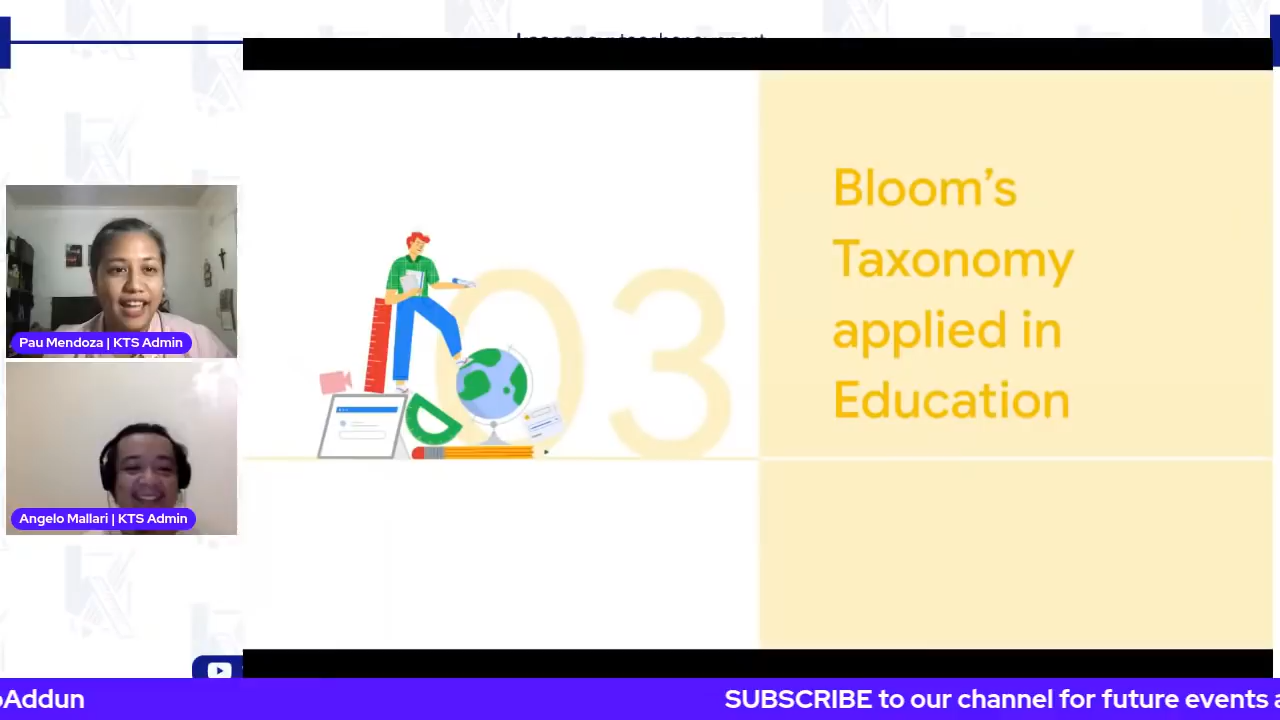 Bloom’s
Taxonomy
applied in
Education
03
Pau Mendoza | KTS Admin
Angelo Mallari | KTS Admin
SUBSCRIBE to our channel for future events